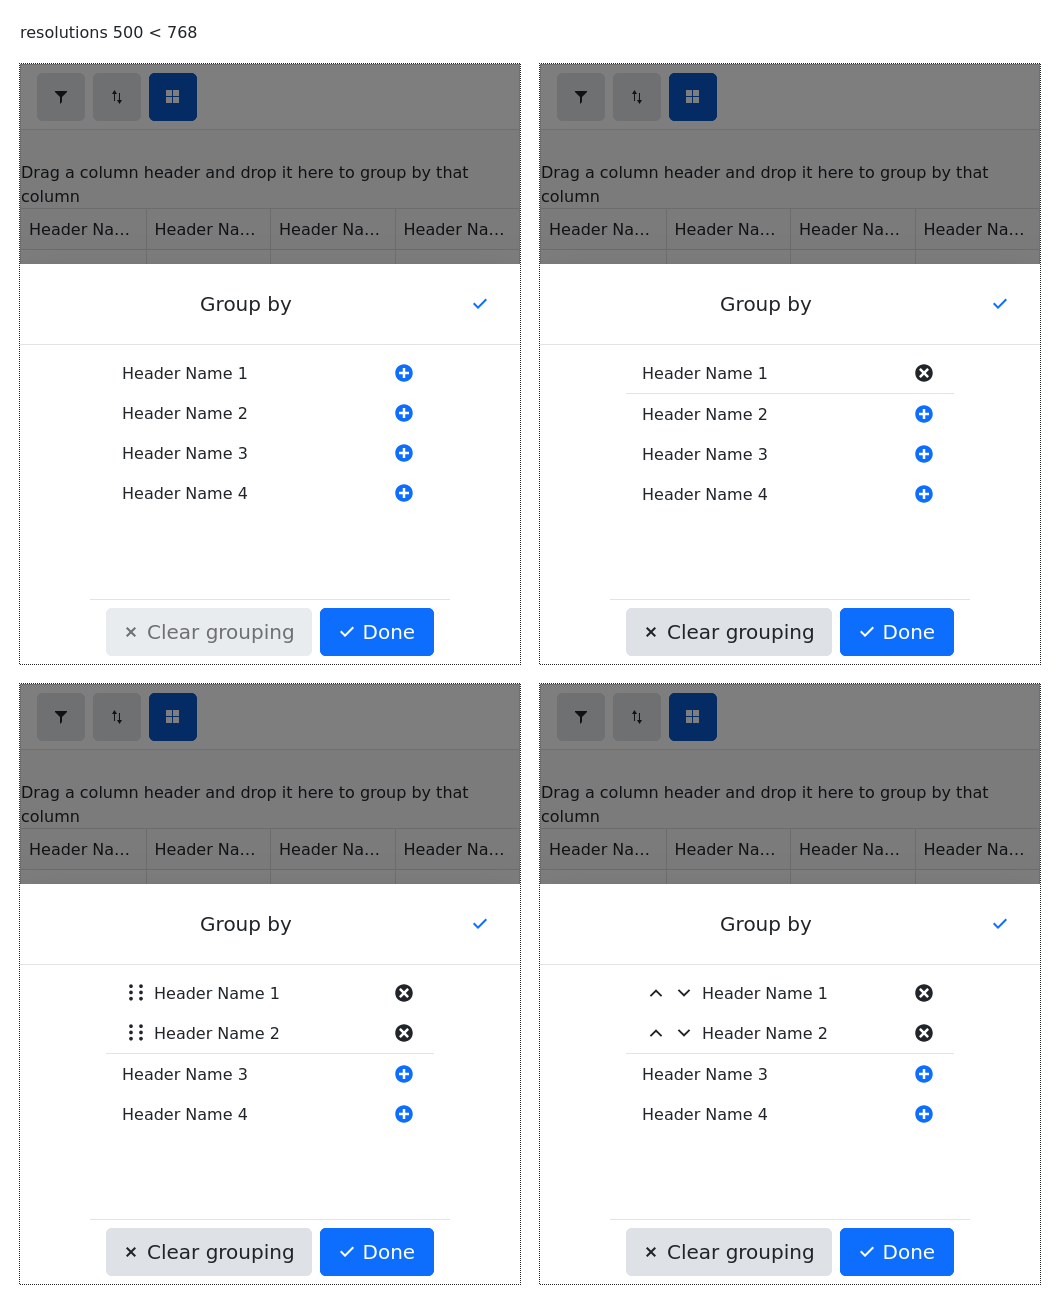 resolutions 500 < 768
Drag a column header and drop it here to group by that
column
Header Na... Header Na... Header Na... Header Na...
Group by
Header Name 1
Header Name 2
Header Name 3
Header Name 4
Clear grouping Done
Drag a column header and drop it here to group by that
column
Header Na... Header Na... Header Na... Header Na...
Group by
Header Name 1
Header Name 2
Header Name 3
Header Name 4
Clear grouping Done
Drag a column header and drop it here to group by that
column
Header Na... Header Na... Header Na... Header Na...
Group by
Header Name 1
Header Name 2
Header Name 3
Header Name 4
Clear grouping Done
Drag a column header and drop it here to group by that
column
Header Na... Header Na... Header Na... Header Na...
Group by
Header Name 1
Header Name 2
Header Name 3
Header Name 4
Clear grouping Done